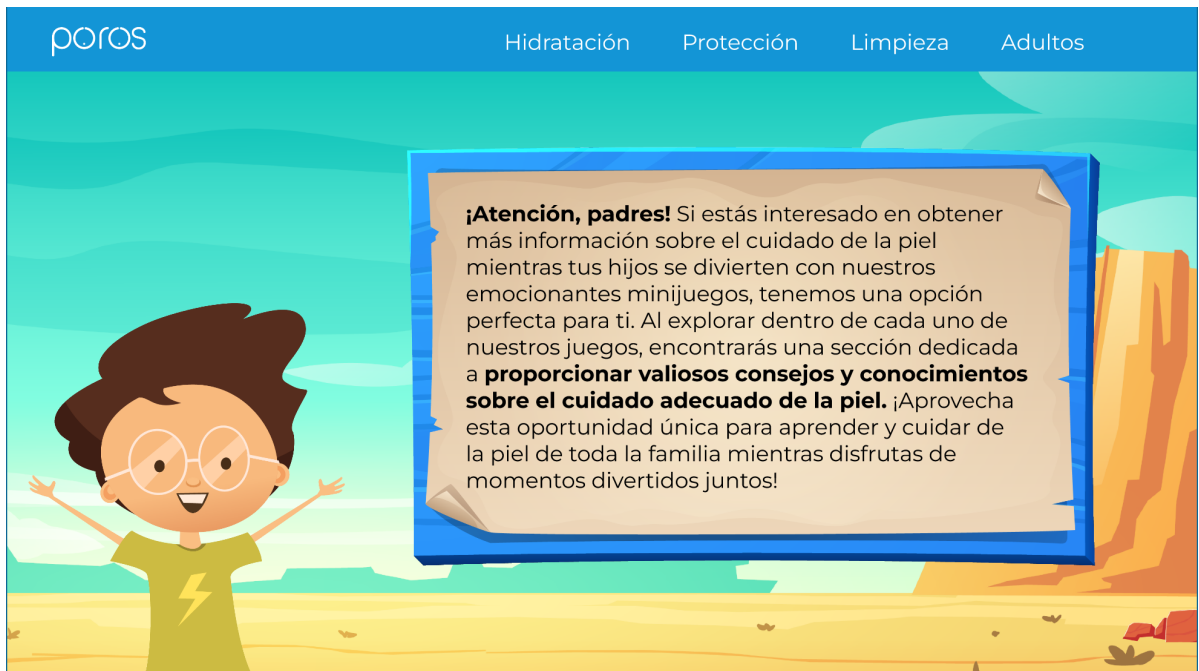 poros
Hidratación Protección Limpieza Adultos
¡Atención, padres! Si estás interesado en obtener
más información sobre el cuidado de la piel
mientras tus hijos se divierten con nuestros
emocionantes minijuegos, tenemos una opción
perfecta para ti. Al explorar dentro de cada uno de
nuestros juegos, encontrarás una sección dedicada
a proporcionar valiosos consejos y conocimientos
sobre el cuidado adecuado de la piel. ¡Aprovecha
esta oportunidad única para aprender y cuidar de
la piel de toda la familia mientras disfrutas de
momentos divertidos juntos!